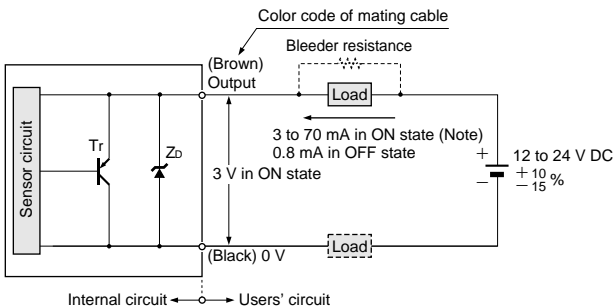 Color code of mating cable
Bleeder resistance
(Brown)
Output
Load
3 to 70 mA in ON state (Note)
0.8 mA in OFF state
Sensor circuit
Tr
ZD
3 V in ON state
+
−
12 to 24 V DC
+ 10
− 15 %
(Black) 0 V
Load
Internal circuit
Users' circuit